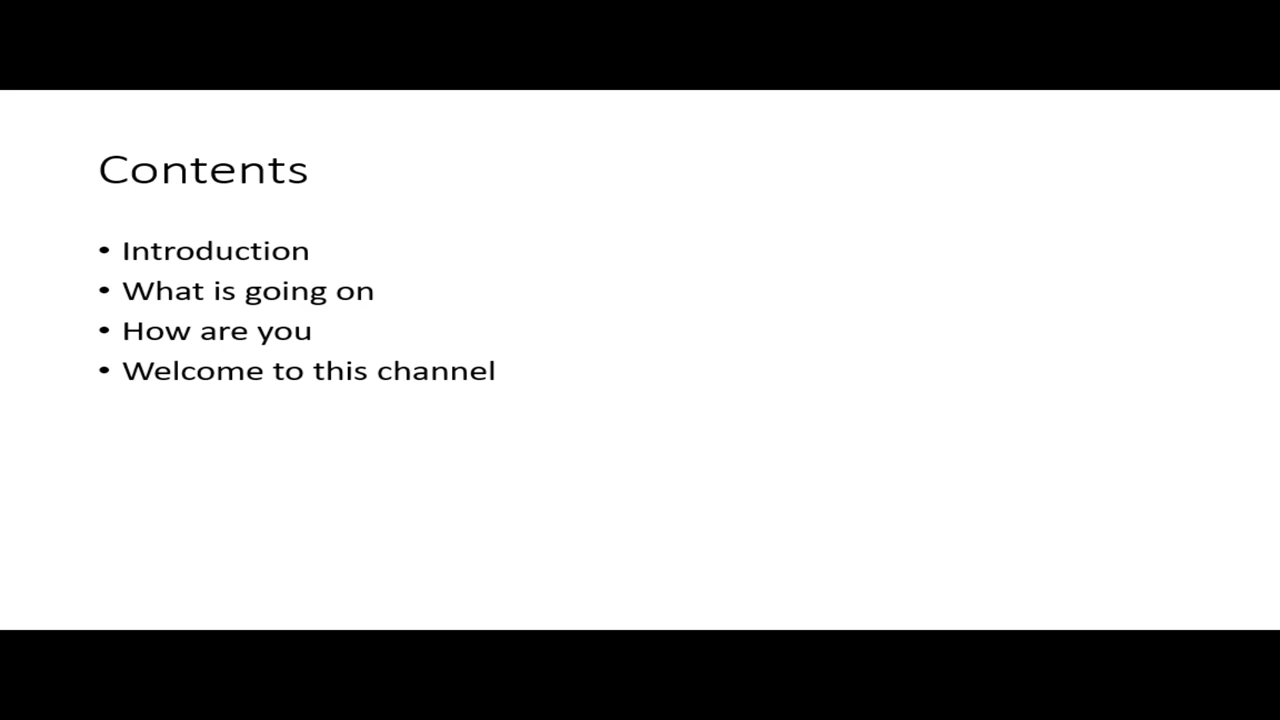 Contents
• Introduction
• What is going on
• How are you
• Welcome to this channel